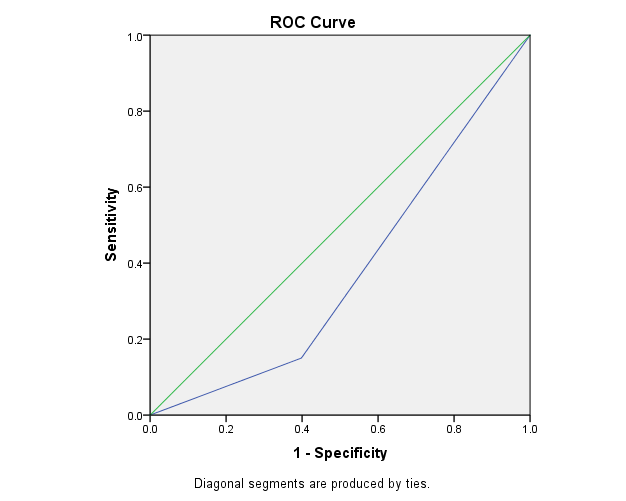 ROC Curve
1.0
0.8
0.6
0.4
0.2
0.0
Sensitivity
0.0 0.2 0.4 0.6 0.8 1.0
1 - Specificity
Diagonal segments are produced by ties.